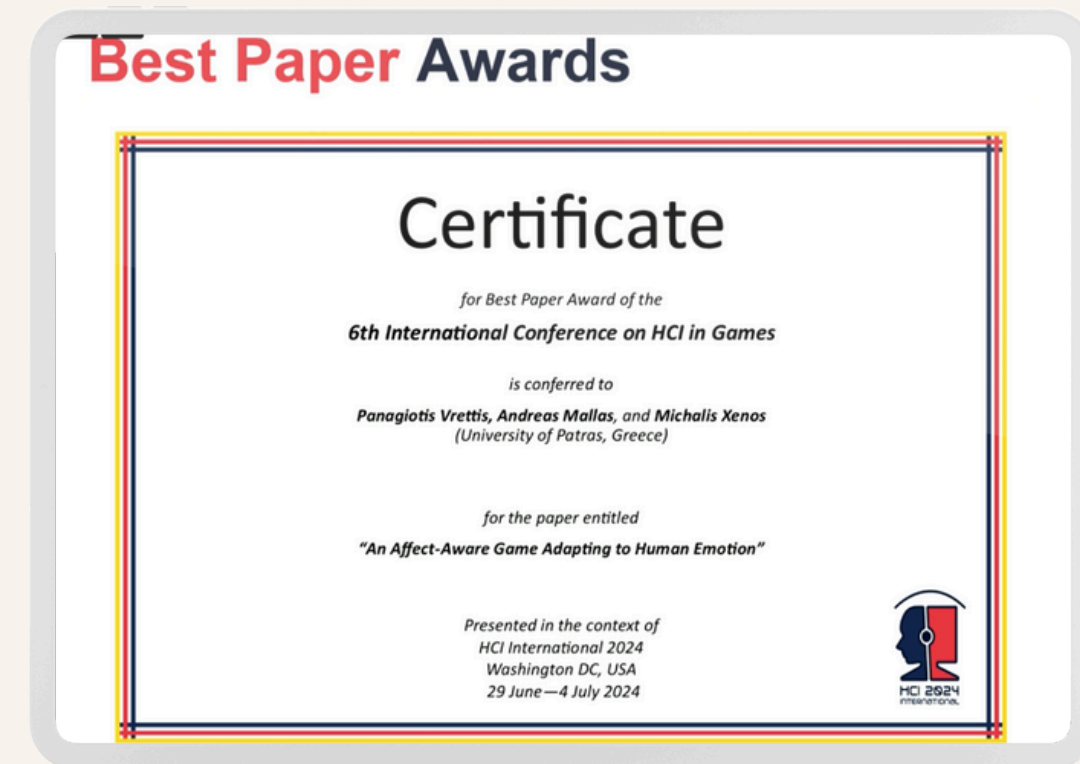 Best Paper Awards
Certificate
for Best Paper Award of the
6th International Conference on HCI in Games
is conferred to
Panagiotis Vrettis, Andreas Mallas, and Michalis Xenos
(University of Patras, Greece)
for the paper entitled
“An Affect-Aware Game Adapting to Human Emotion”
Presented in the context of
HCI International 2024
Washington DC, USA
29 June—4 July 2024
HCI 2024
INTERNATIONAL